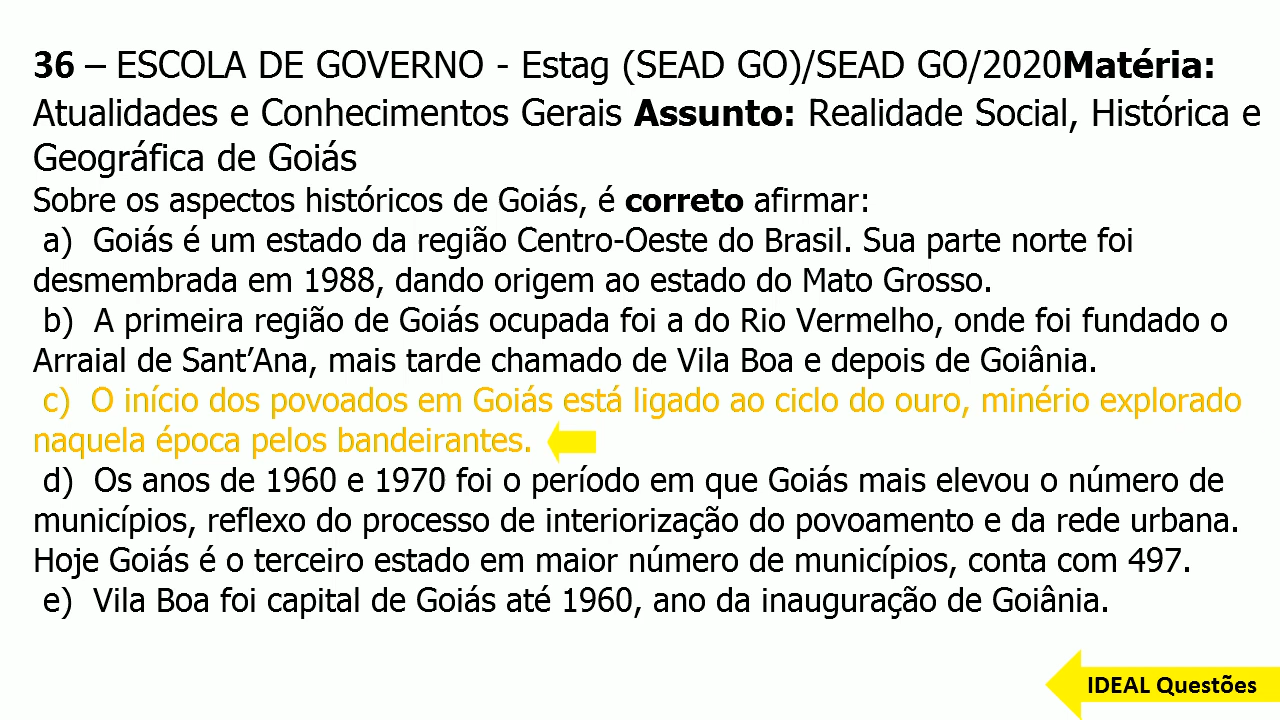 36 – ESCOLA DE GOVERNO - Estag (SEAD GO)/SEAD GO/2020Matéria:
Atualidades e Conhecimentos Gerais Assunto: Realidade Social, Histórica e
Geográfica de Goiás
Sobre os aspectos históricos de Goiás, é correto afirmar:
a) Goiás é um estado da região Centro-Oeste do Brasil. Sua parte norte foi
desmembrada em 1988, dando origem ao estado do Mato Grosso.
b) A primeira região de Goiás ocupada foi a do Rio Vermelho, onde foi fundado o
Arraial de Sant’Ana, mais tarde chamado de Vila Boa e depois de Goiânia.
c) O início dos povoados em Goiás está ligado ao ciclo do ouro, minério explorado
naquela época pelos bandeirantes.
d) Os anos de 1960 e 1970 foi o período em que Goiás mais elevou o número de
municípios, reflexo do processo de interiorização do povoamento e da rede urbana.
Hoje Goiás é o terceiro estado em maior número de municípios, conta com 497.
e) Vila Boa foi capital de Goiás até 1960, ano da inauguração de Goiânia.
IDEAL Questões